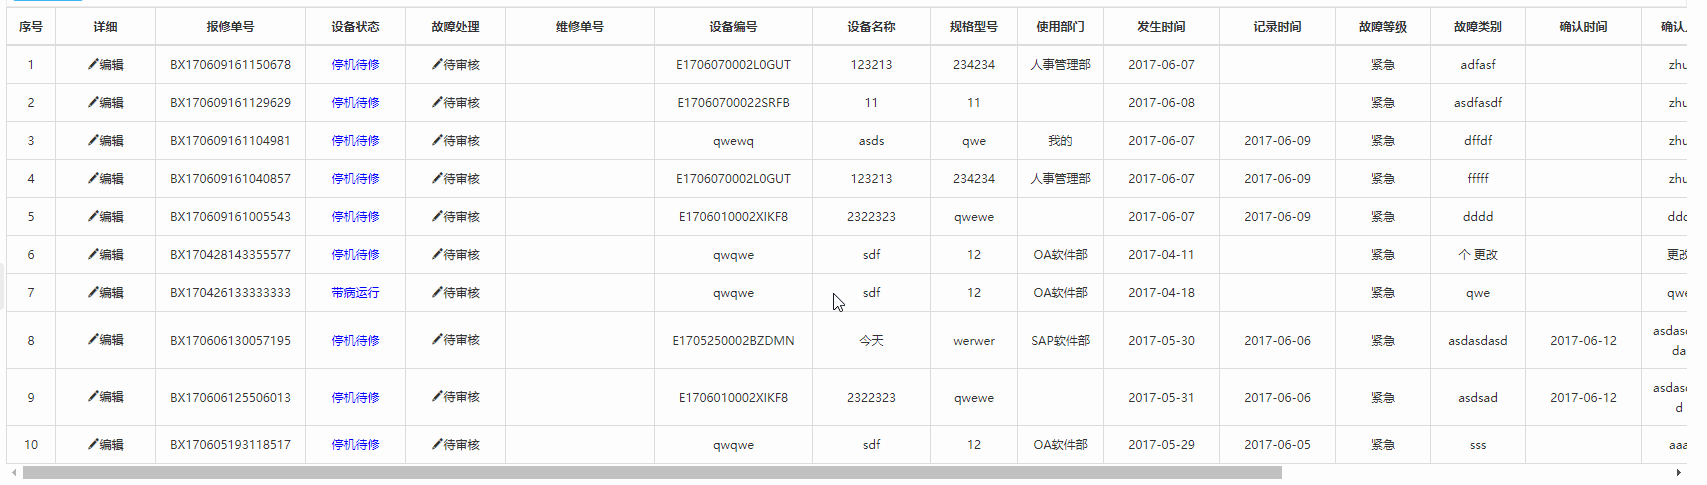 序号 详细 报修单号 设备状态 故障处理 维修单号 设备编号 设备名称 规格型号 使用部门 发生时间 记录时间 故障等级 故障类别 确认时间 确认
1 编辑 BX170609161150678 停机待修 待审核 E1706070002L0GUT 123213 234234 人事管理部 2017-06-07 紧急 adfasf zhu
2 编辑 BX170609161129629 停机待修 待审核 E17060700022SRFB 11 11 2017-06-08 紧急 asdfasdf zhu
3 编辑 BX170609161104981 停机待修 待审核 qwewq asds qwe 我的 2017-06-07 2017-06-09 紧急 dffdf zhu
4 编辑 BX170609161040857 停机待修 待审核 E1706070002L0GUT 123213 234234 人事管理部 2017-06-07 2017-06-09 紧急 fffff zhu
5 编辑 BX170609161005543 停机待修 待审核 E1706010002XIKF8 2322323 qwewe 2017-06-07 2017-06-09 紧急 dddd ddd
6 编辑 BX170428143355577 停机待修 待审核 qwqwe sdf 12 OA软件部 2017-04-11 紧急 个 更改 更改
7 编辑 BX170426133333333 带病运行 待审核 qwqwe sdf 12 OA软件部 2017-04-18 紧急 qwe qwe
8 编辑 BX170606130057195 停机待修 待审核 E1705250002BZDMN 今天 werwer SAP软件部 2017-05-30 2017-06-06 紧急 asdasdasd 2017-06-12 asdas
da
9 编辑 BX170606125506013 停机待修 待审核 E1706010002XIKF8 2322323 qwewe 2017-05-31 2017-06-06 紧急 asdsad 2017-06-12 asdas
d
10 编辑 BX170605193118517 停机待修 待审核 qwqwe sdf 12 OA软件部 2017-05-29 2017-06-05 紧急 sss aaa